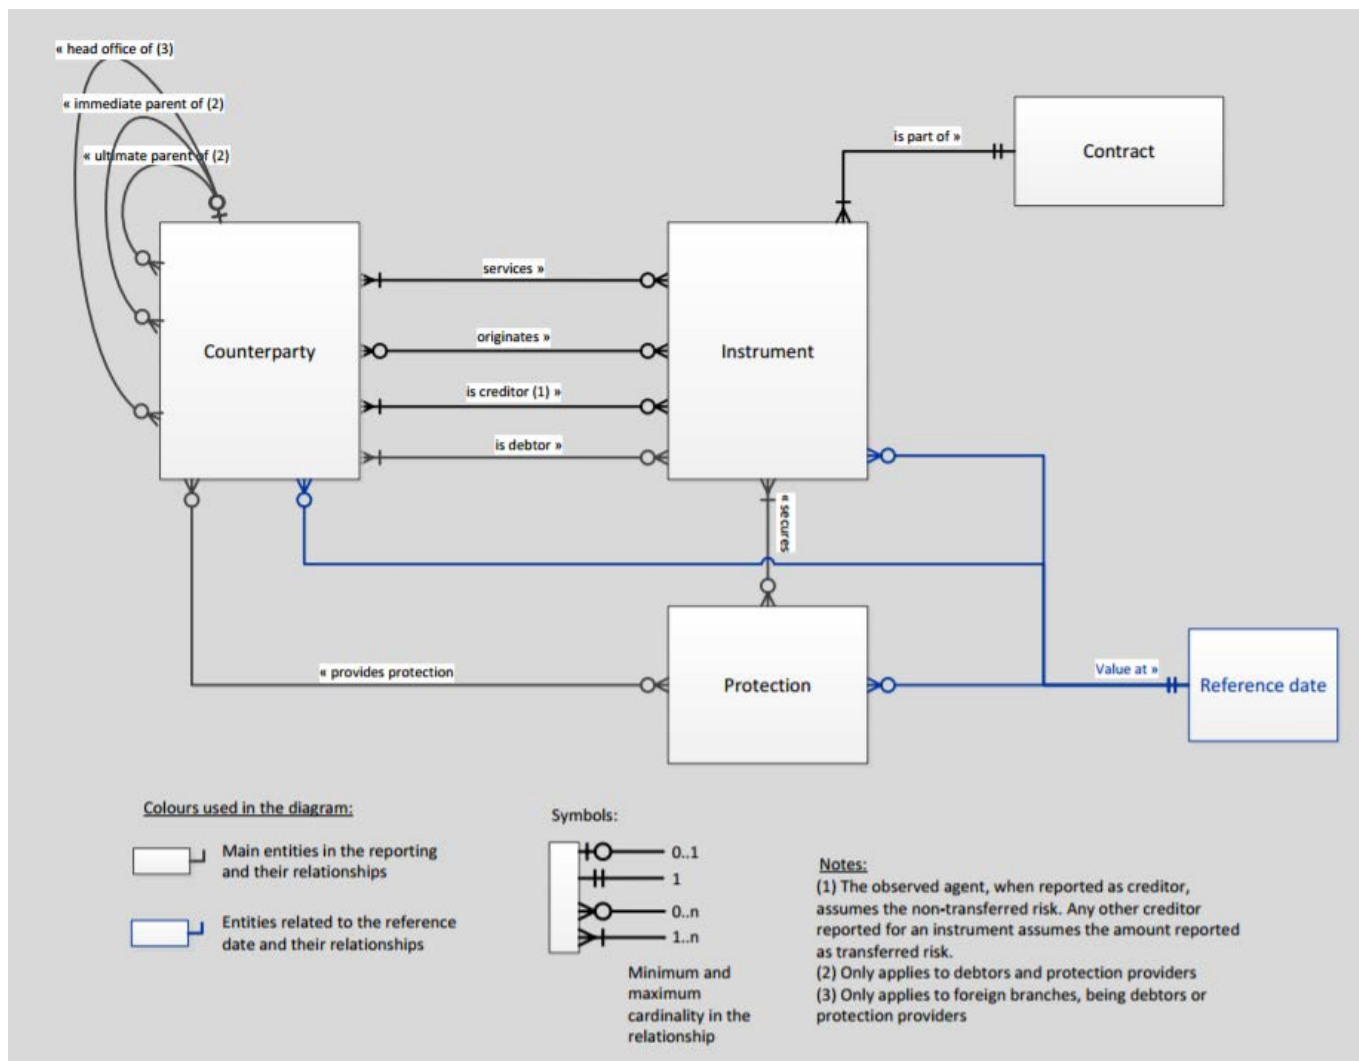 « head office of (3)
« immediate parent of (2)
« ultimate parent of (2)
is part of »
Contract
services »
originates »
Counterparty
Instrument
is creditor (1) »
is debtor »
« secures
« provides protection
Protection
Value at »
Reference date
Colours used in the diagram:
Main entities in the reporting
and their relationships
Entities related to the reference
date and their relationships
Symbols:
0..1
1
0..n
1..n
Minimum and
maximum
cardinality in the
relationship
Notes:
(1) The observed agent, when reported as creditor,
assumes the non-transferred risk. Any other creditor
reported for an instrument assumes the amount reported
as transferred risk.
(2) Only applies to debtors and protection providers
(3) Only applies to foreign branches, being debtors or
protection providers